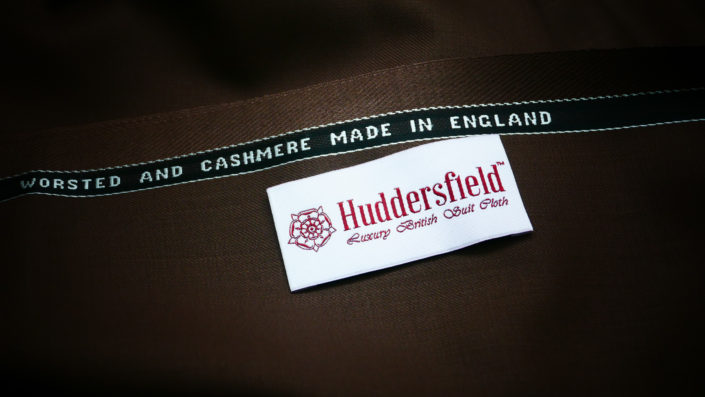 WORSTED AND CASHMERE MADE IN ENGLAND
Huddersfield™
Luxury British Suit Cloth